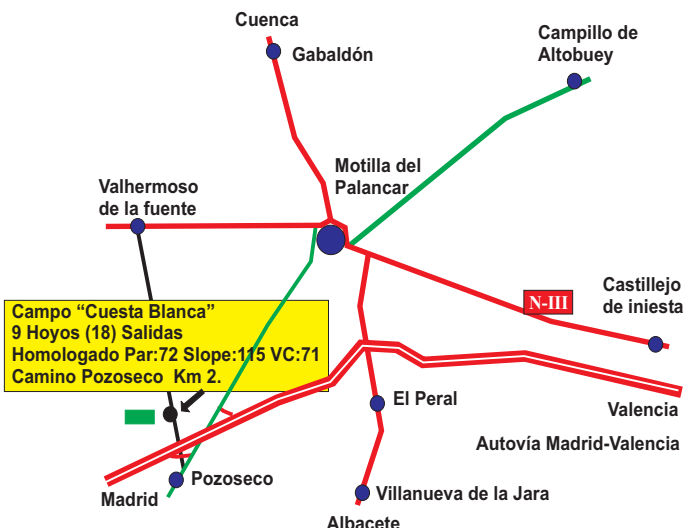 Cuenca
Gabaldón
Campillo de
Altobuey
Motilla del
Palancar
Valhermoso
de la fuente
Castillejo
de iniesta
N-III
Campo “Cuesta Blanca”
9 Hoyos (18) Salidas
Homologado Par:72 Slope:115 VC:71
Camino Pozoseco Km 2.
El Peral
Valencia
Autovía Madrid-Valencia
Pozoseco
Madrid
Villanueva de la Jara
Albacete